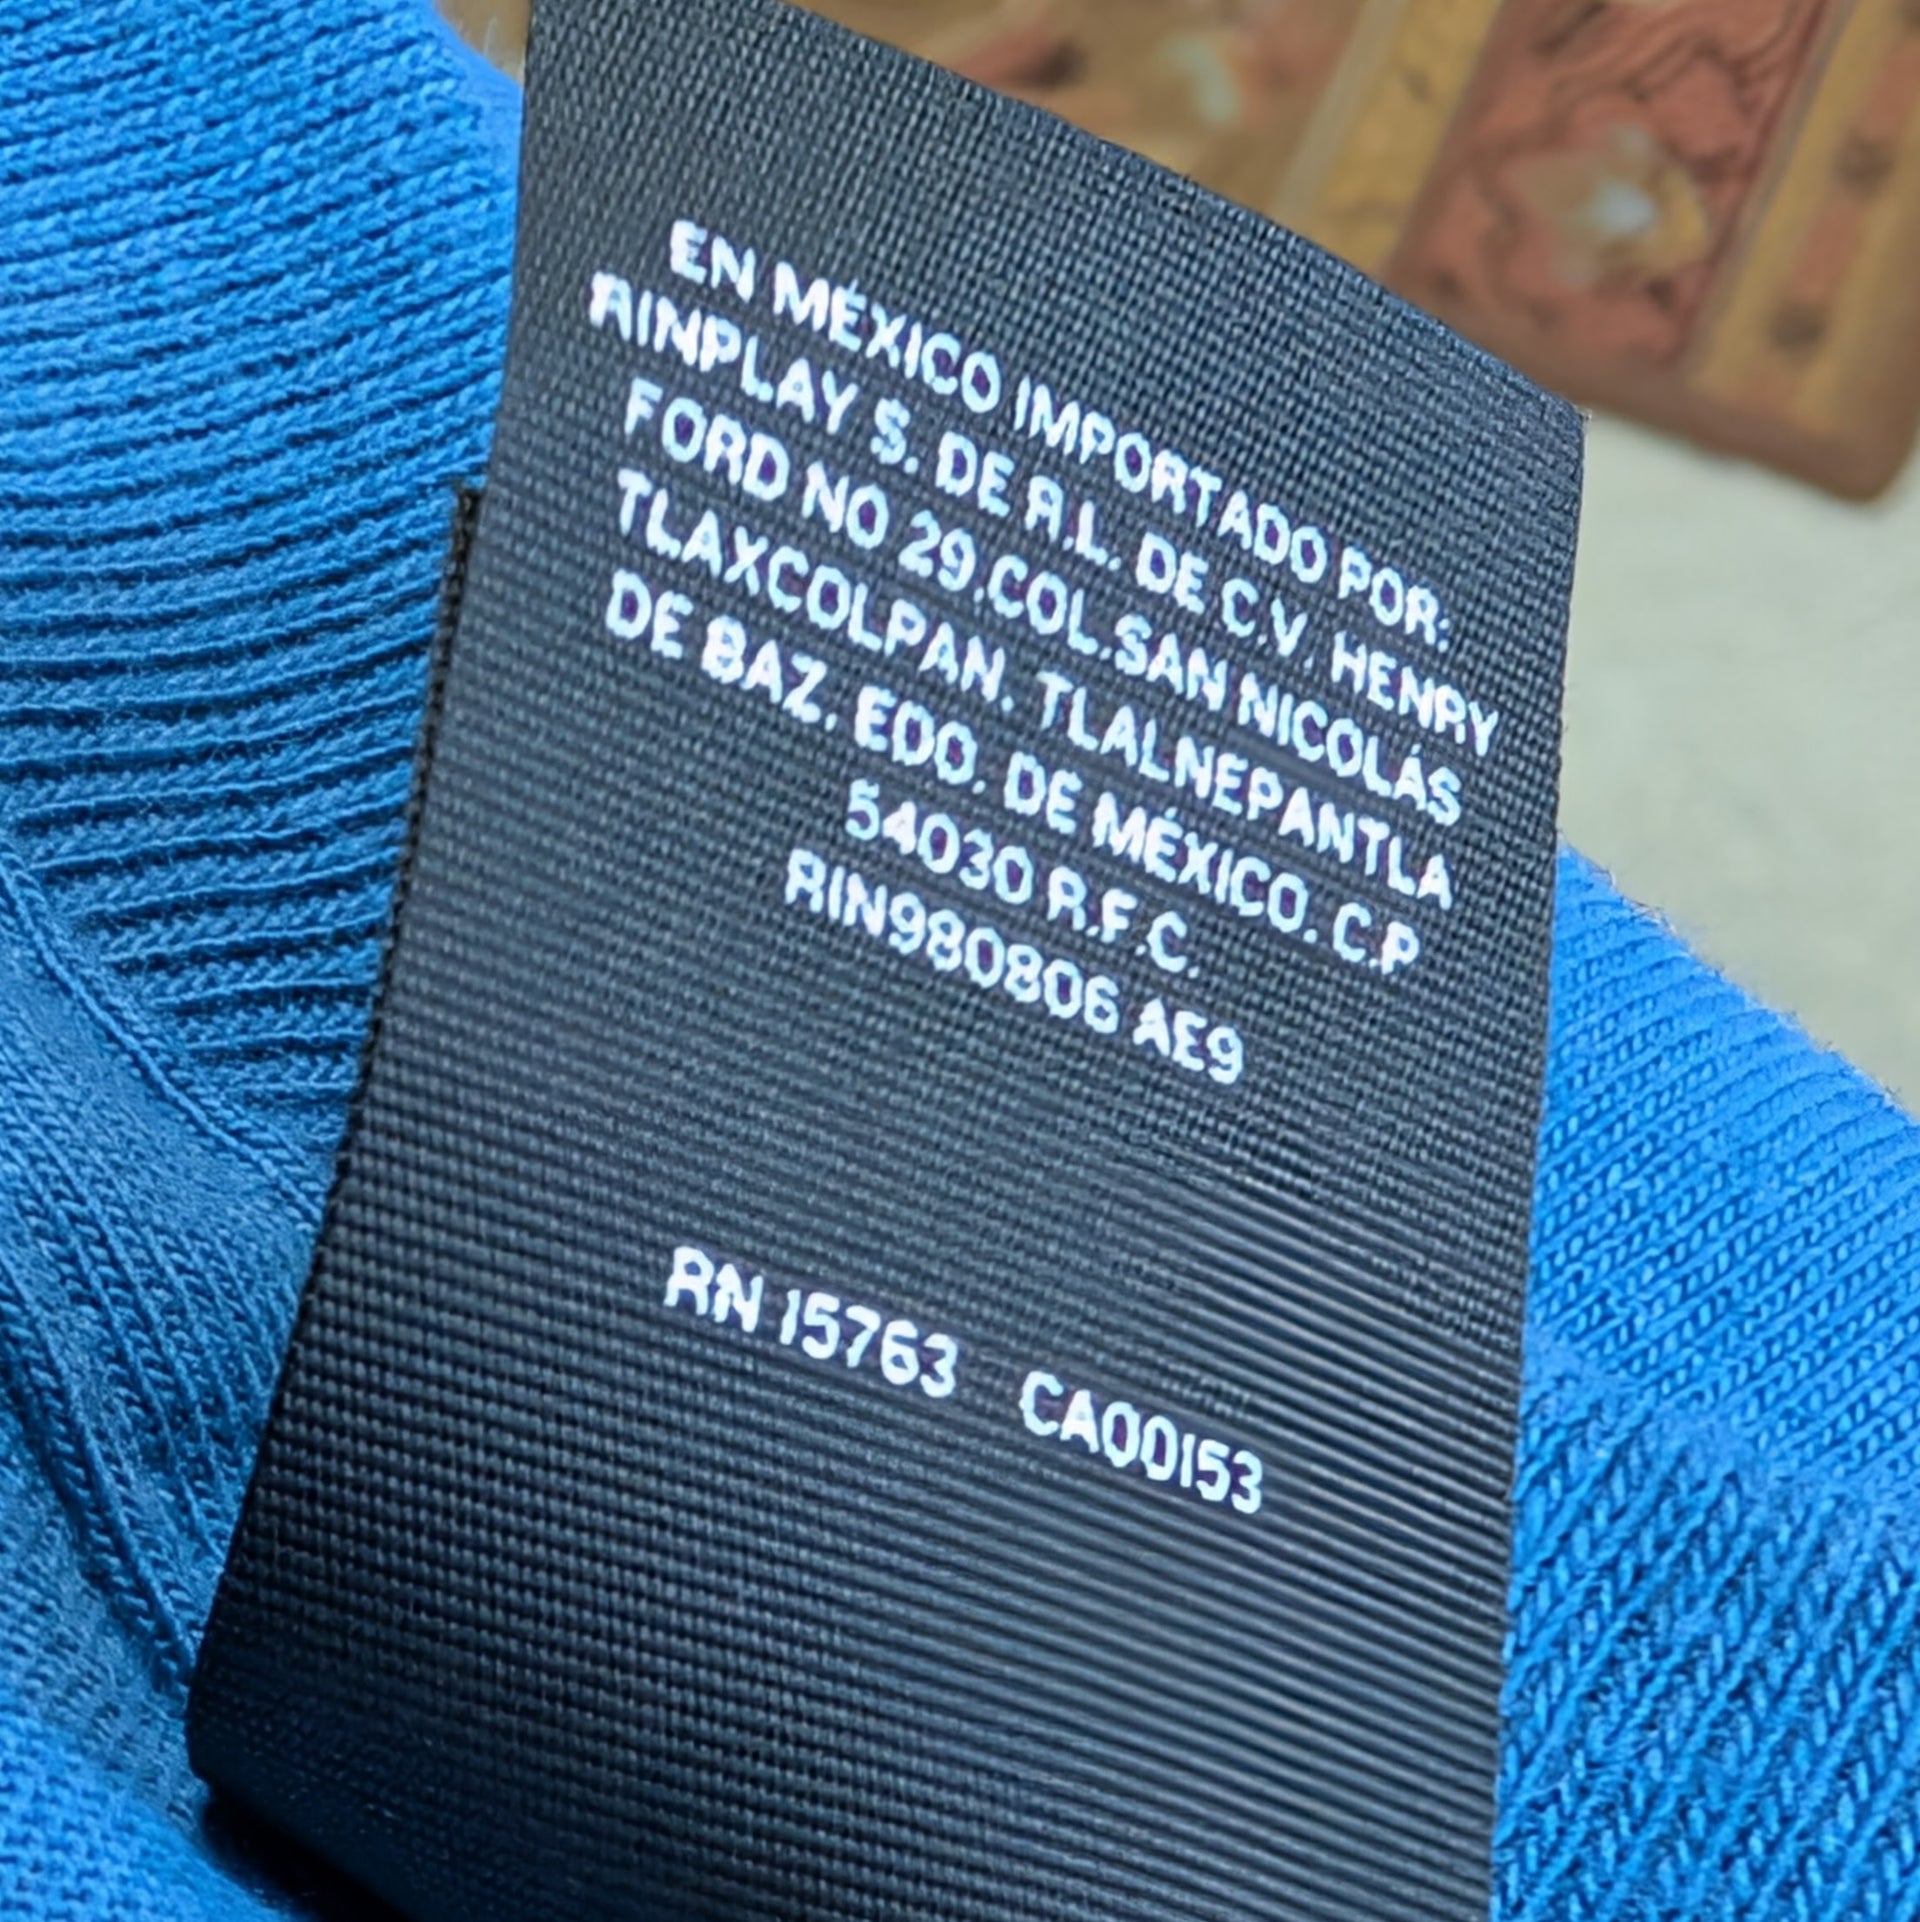 EN MÉXICO IMPORTADO POR:
RINPLAY S. DE R.L. DE C.V. HENRY
FORD NO 29.COL.SAN NICOLÁS
TLAXCOLPAN. TLALNEPANTLA
DE BAZ. EDO. DE MÉXICO. C.P
54030 R.F.C.
RIN980806 AE9
RN 15763 CA00153